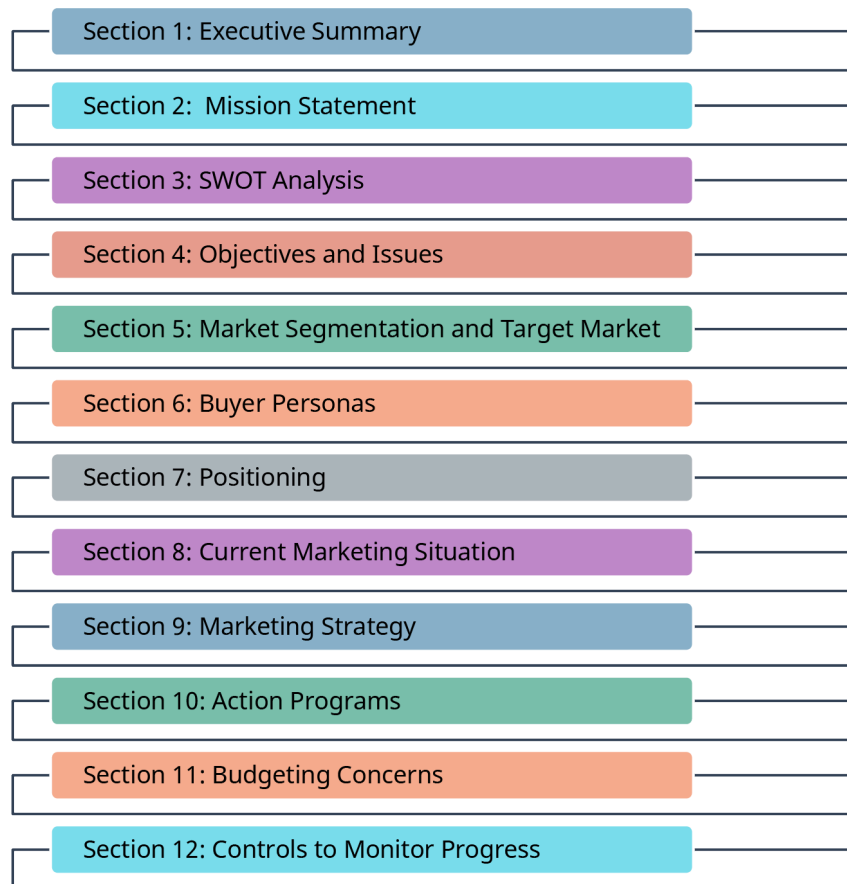 Section 1: Executive Summary
Section 2:  Mission Statement
Section 3: SWOT Analysis
Section 4: Objectives and Issues
Section 5: Market Segmentation and Target Market
Section 6: Buyer Personas
Section 7: Positioning
Section 8: Current Marketing Situation
Section 9: Marketing Strategy
Section 10: Action Programs
Section 11: Budgeting Concerns
Section 12: Controls to Monitor Progress